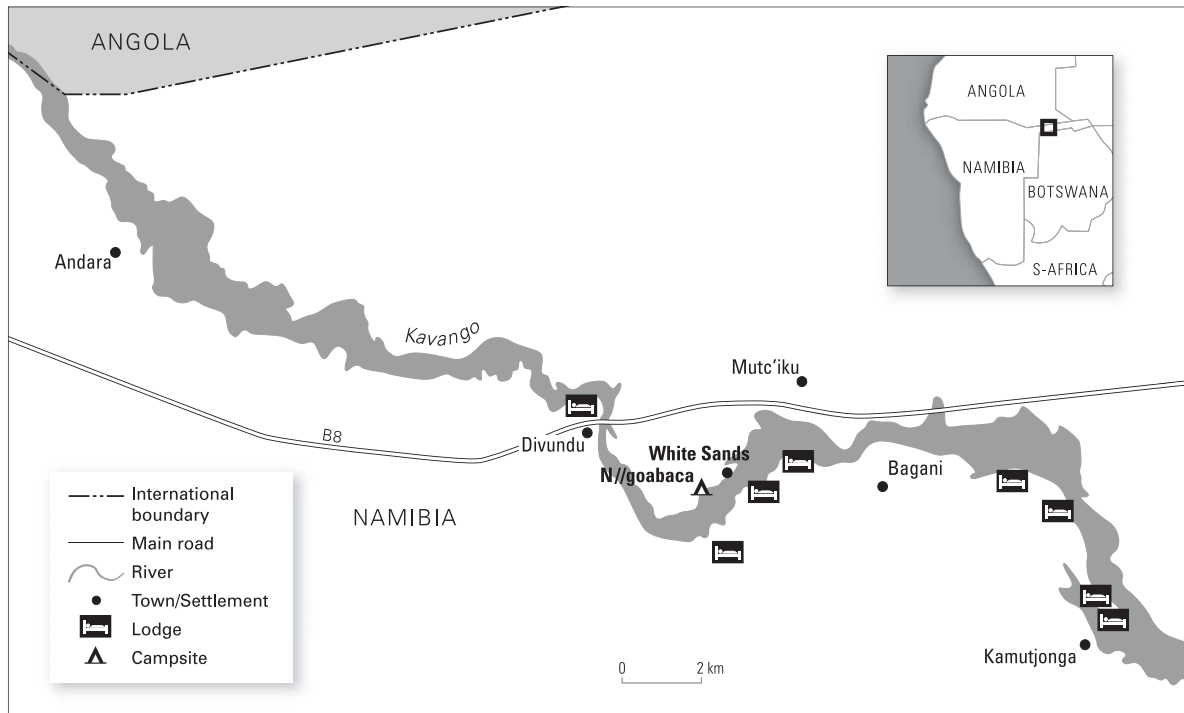 ANGOLA
ANGOLA
NAMIBIA
BOTSWANA
S-AFRICA
Andara
Kavango
Mutc'iku
B8
Divundu
White Sands
N//goabaca
Bagani
NAMIBIA
Kamutjonga
International
boundary
Main road
River
Town/Settlement
Lodge
Campsite
0 2 km